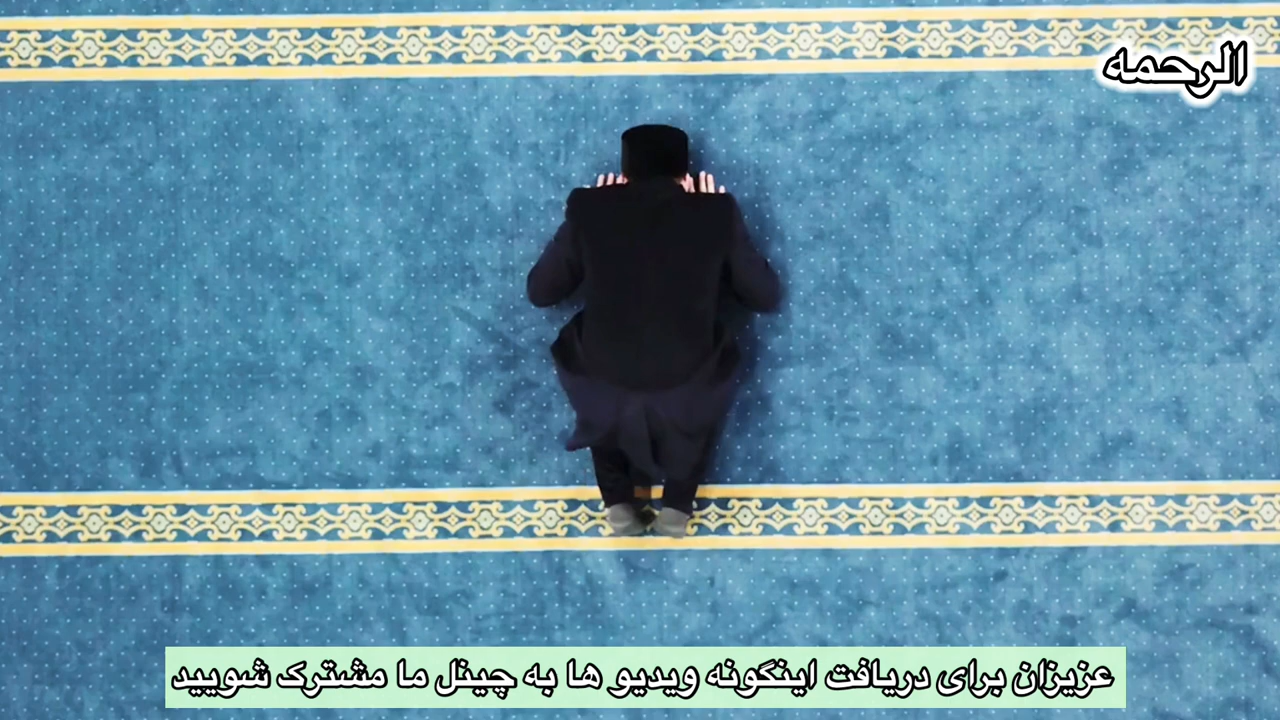 الرحمه
عزیزان برای دریافت اینگونه ویدیو ها به چینل ما مشترک شویید